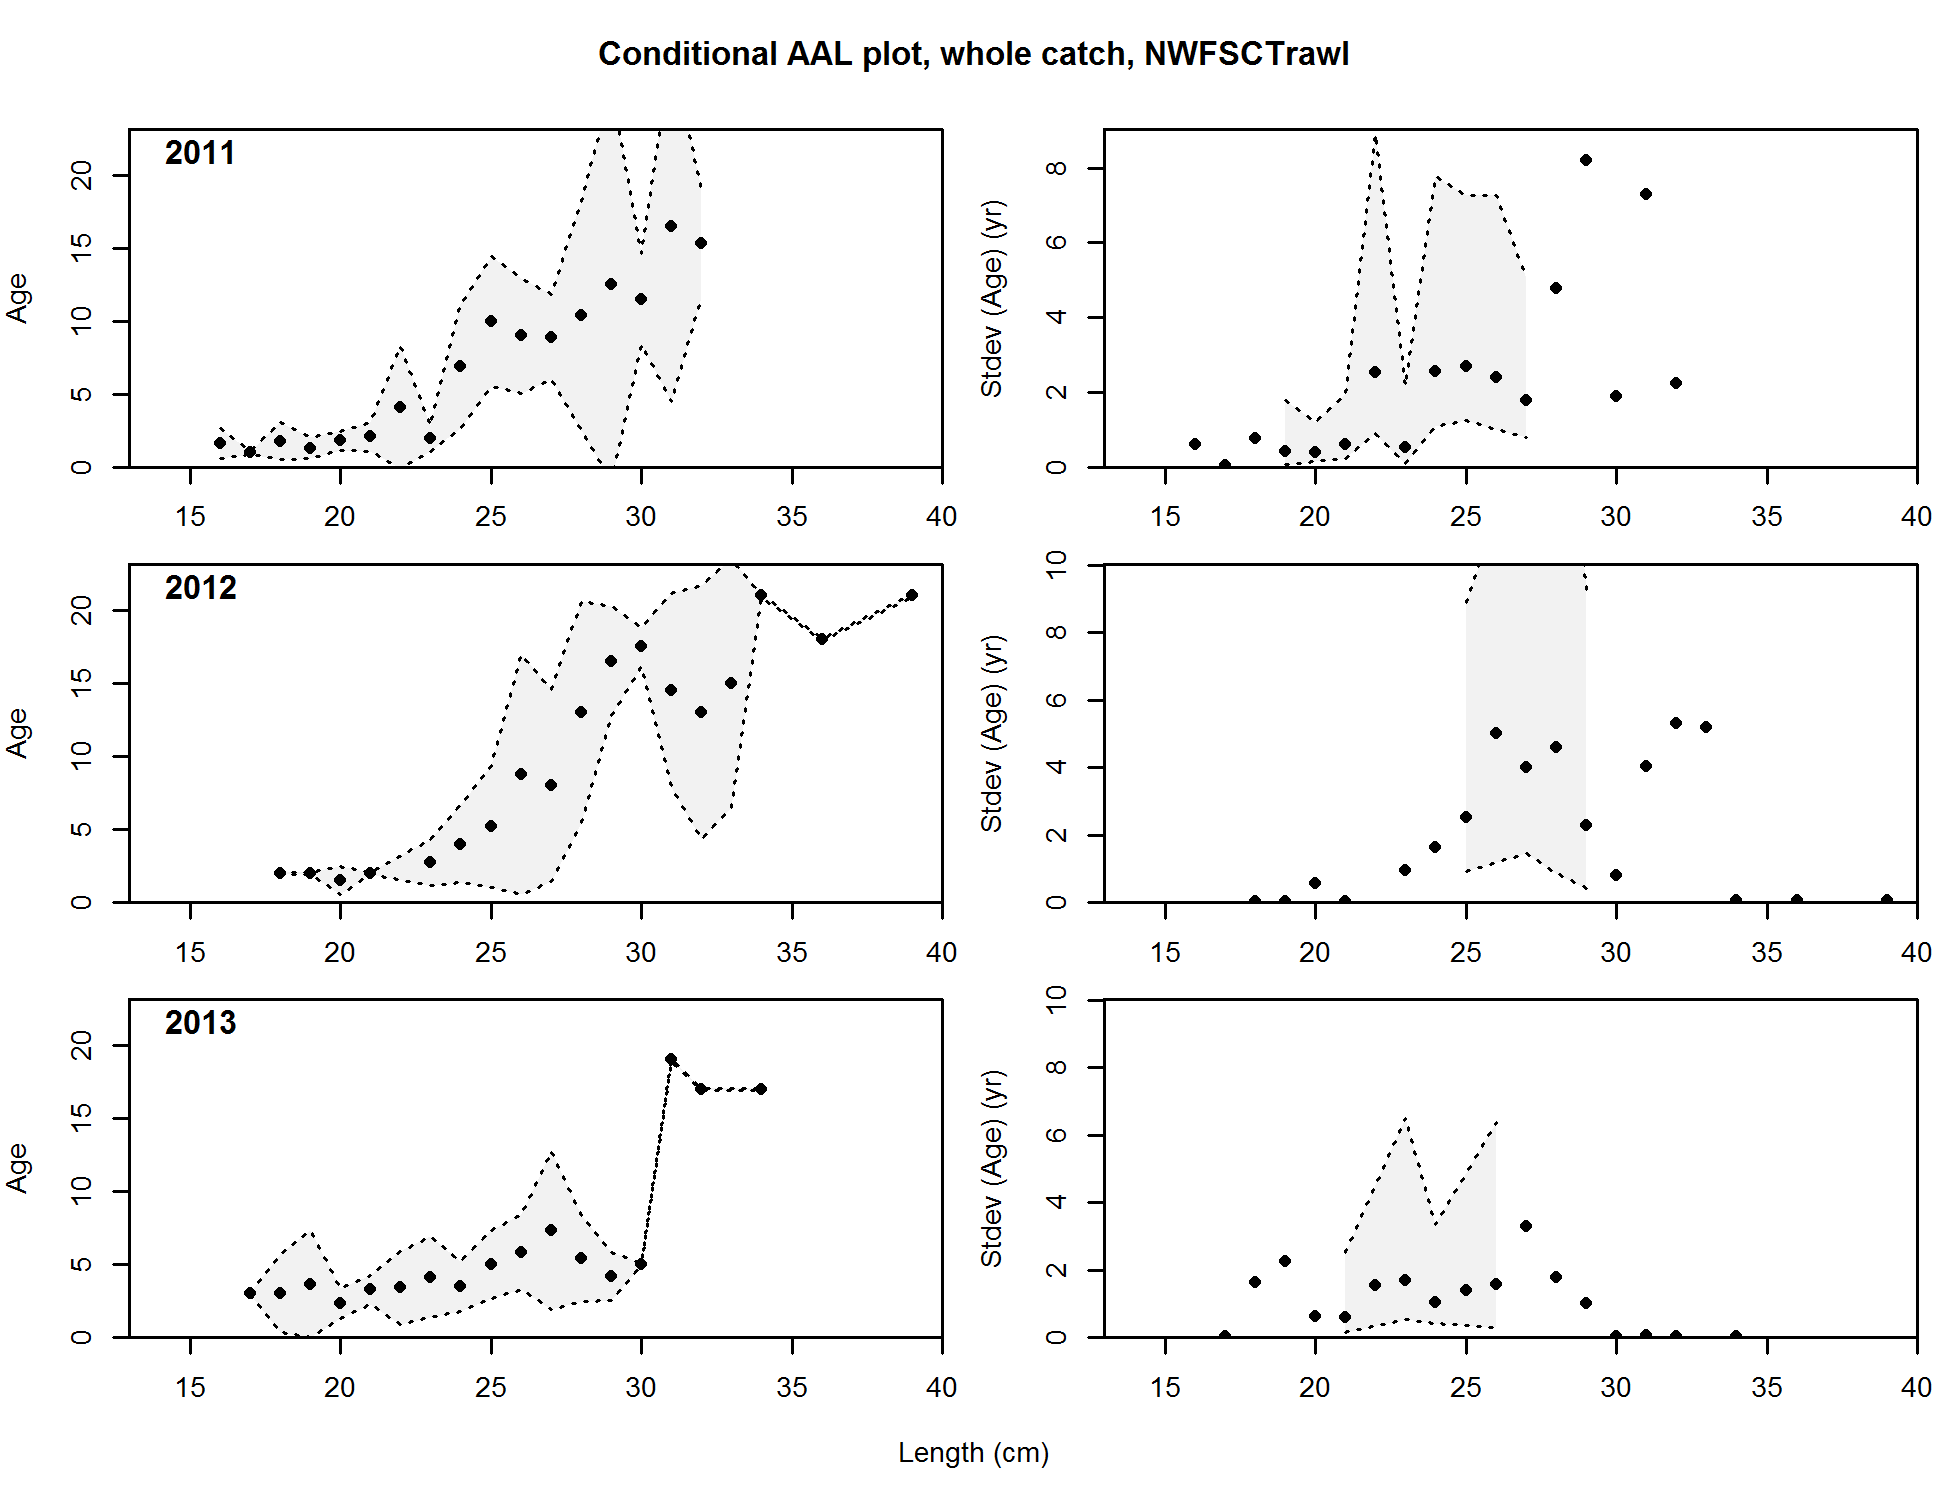 Conditional AAL plot, whole catch, NWFSCTrawl
2011
Age
0 5 10 15 20
15 20 25 30 35 40
Stdev (Age) (yr)
0 2 4 6 8
15 20 25 30 35 40
2012
Age
0 5 10 15 20
15 20 25 30 35 40
Stdev (Age) (yr)
0 2 4 6 8 10
15 20 25 30 35 40
2013
Age
0 5 10 15 20
15 20 25 30 35 40
Stdev (Age) (yr)
0 2 4 6 8 10
15 20 25 30 35 40
Length (cm)